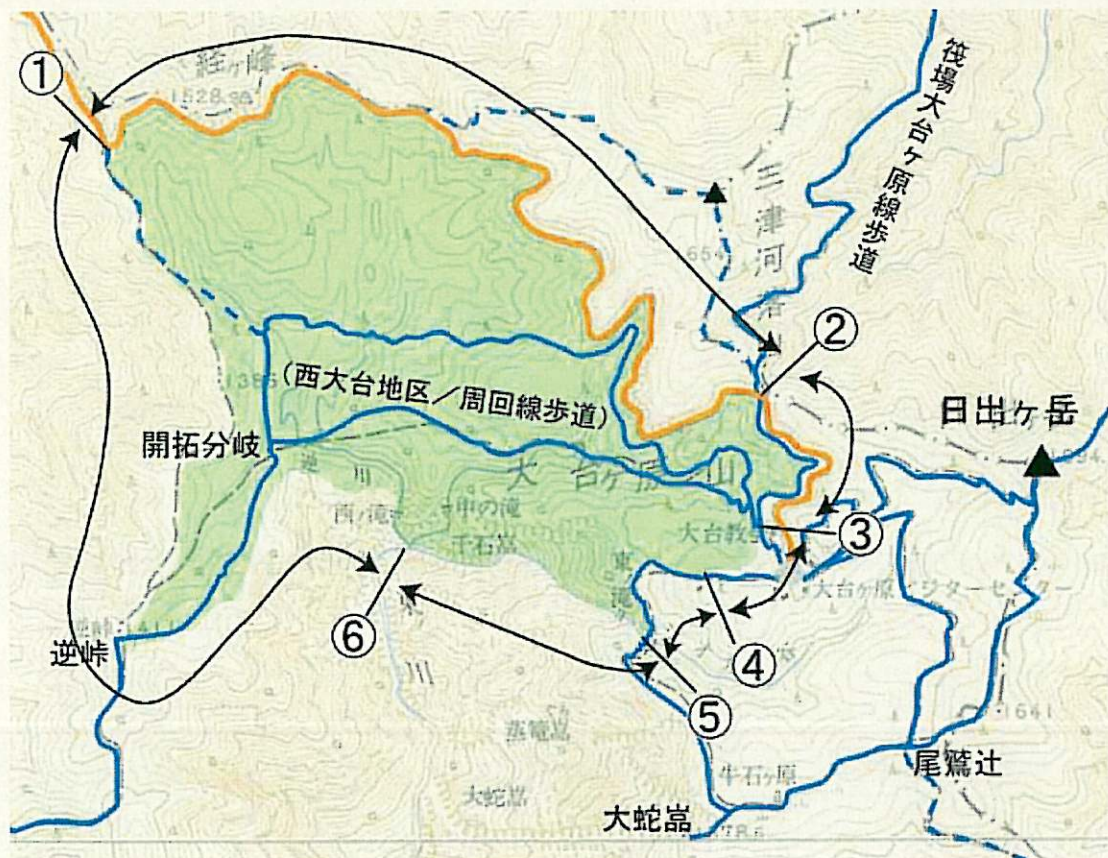 ①
経ヶ峰
1528.98
筏場大台ヶ原線歩道
三津河落
②
(西大台地区／周回線歩道)
日出ヶ岳
開拓分岐
大台ヶ原山
逆川
西ノ滝
中の滝
千石嵓
大台教会
③
東ノ滝
大台ヶ原ビジターセンター
⑥
逆峠
④
⑤
1641
蒸篭嵓
尾鷲辻
牛石ヶ原
大蛇嵓
大蛇嵓